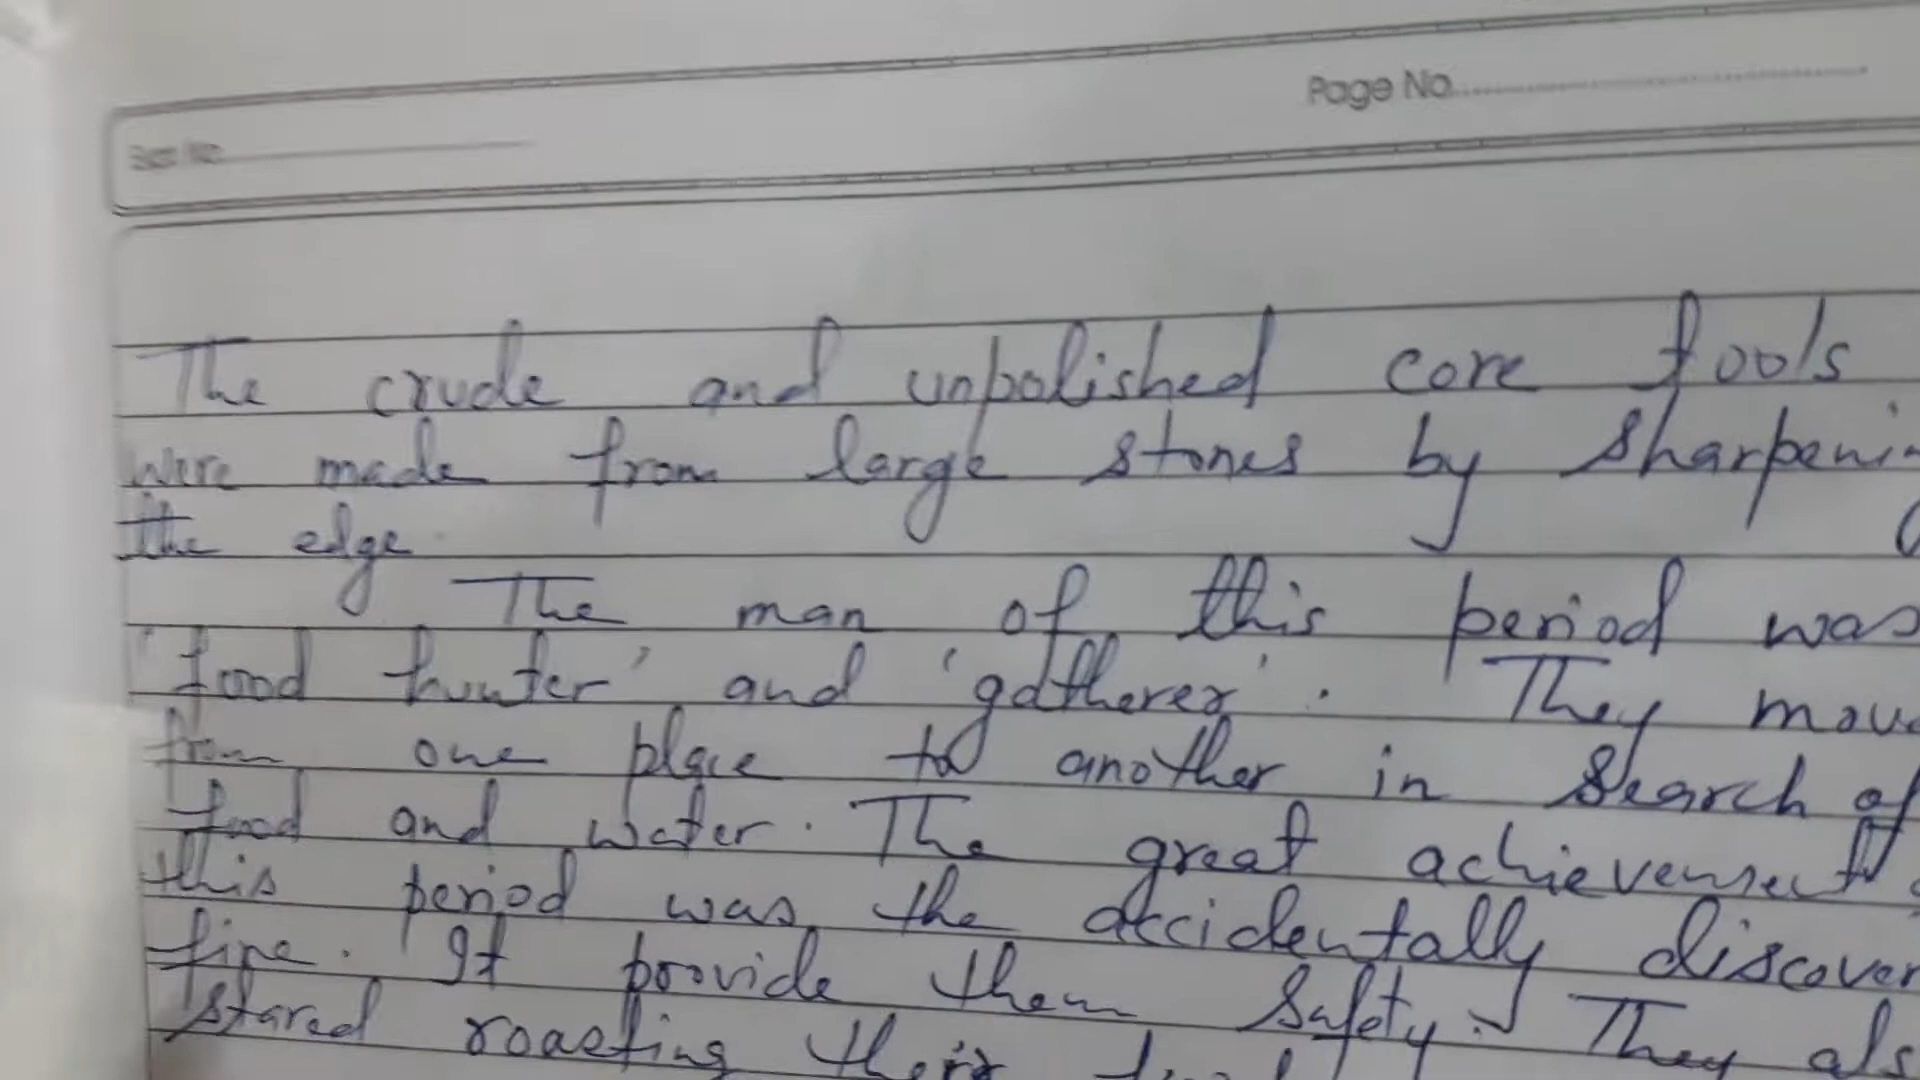 Page No.
The crude and unpolished core tools
were made from large stones by sharpenin
the edge.
The man of this period was
'food hunter' and 'gatherer'. They mov
from one place to another in search of
food and water. The great achievement
this period was the accidentally discover
fire. It provide them safty. They als
stared roasting their